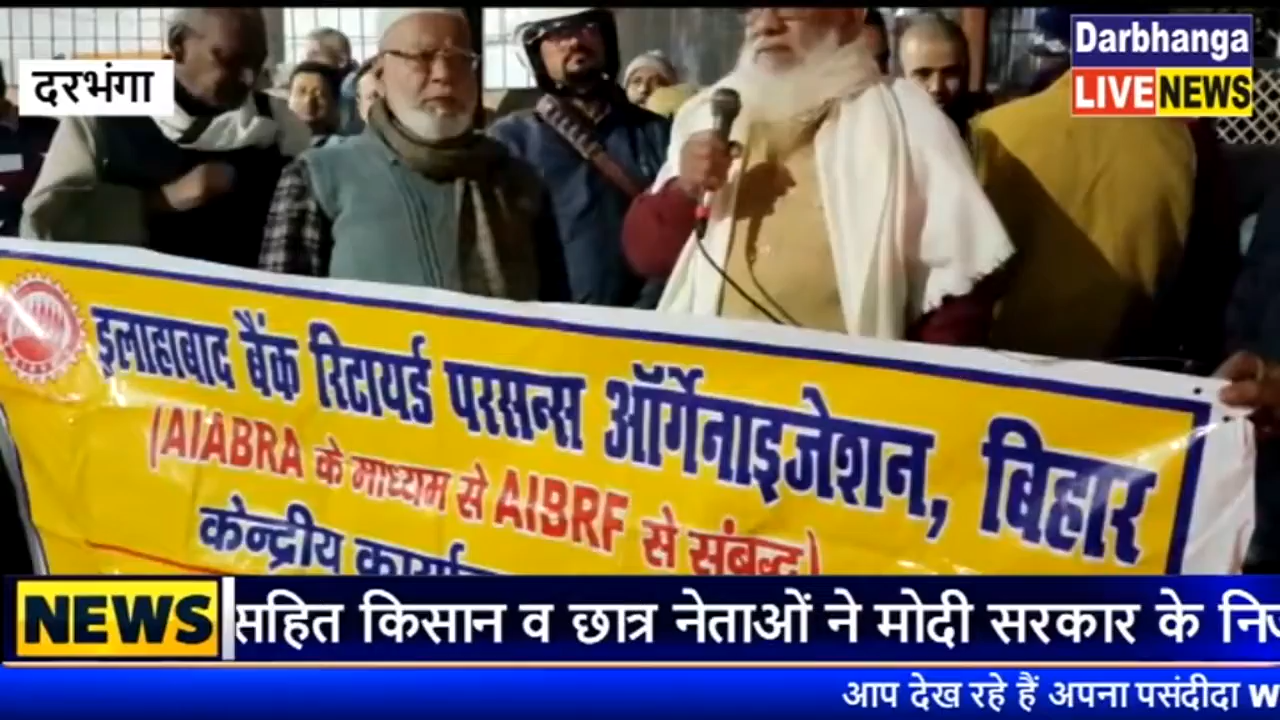 Darbhanga
LIVE NEWS
दरभंगा
इलाहाबाद बैंक रिटायर्ड परसन्स ऑर्गेनाइजेशन, बिहार
(AIABRA के माध्यम से AIBRF से संबद्ध)
केन्द्रीय
NEWS
सहित किसान व छात्र नेताओं ने मोदी सरकार के
आप देख रहे हैं अपना पसंदीदा w